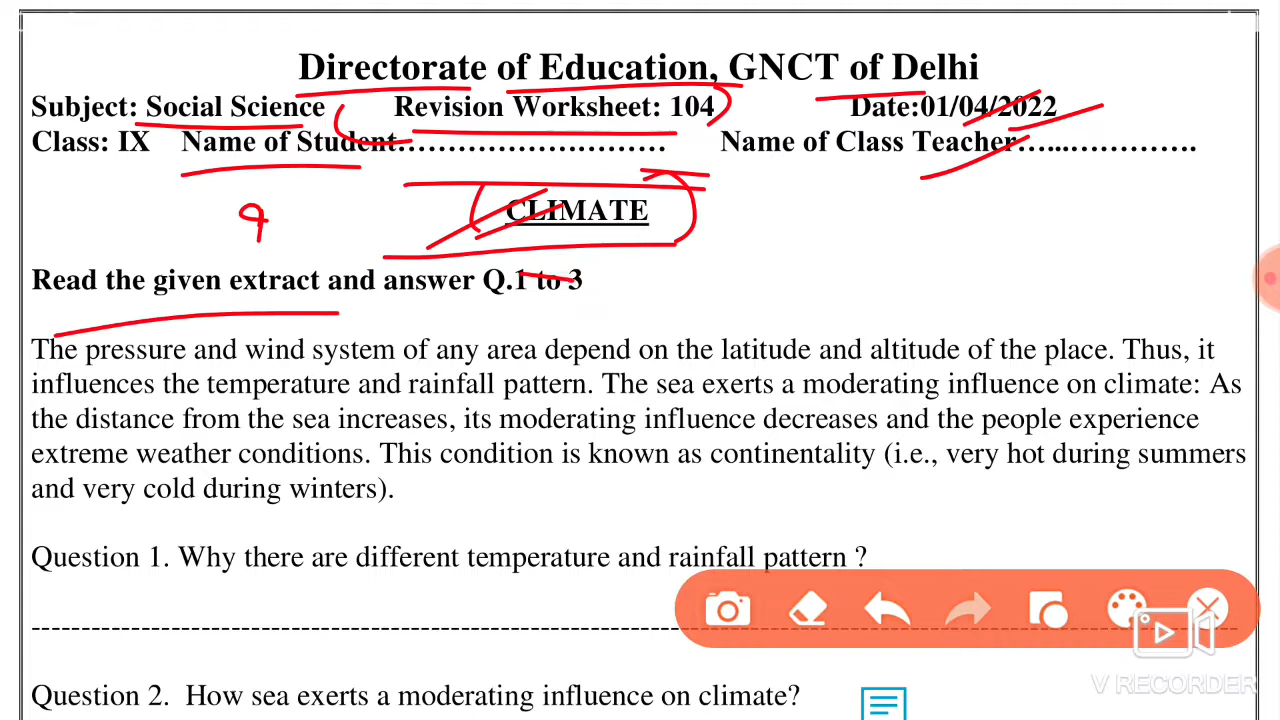 Directorate of Education, GNCT of Delhi
Subject: Social Science Revision Worksheet: 104 Date:01/04/2022
Class: IX Name of Student.............................. Name of Class Teacher.....................
9
CLIMATE
Read the given extract and answer Q.1 to 3
The pressure and wind system of any area depend on the latitude and altitude of the place. Thus, it
influences the temperature and rainfall pattern. The sea exerts a moderating influence on climate: As
the distance from the sea increases, its moderating influence decreases and the people experience
extreme weather conditions. This condition is known as continentality (i.e., very hot during summers
and very cold during winters).
Question 1. Why there are different temperature and rainfall pattern ?
Question 2. How sea exerts a moderating influence on climate?
V RECORDER